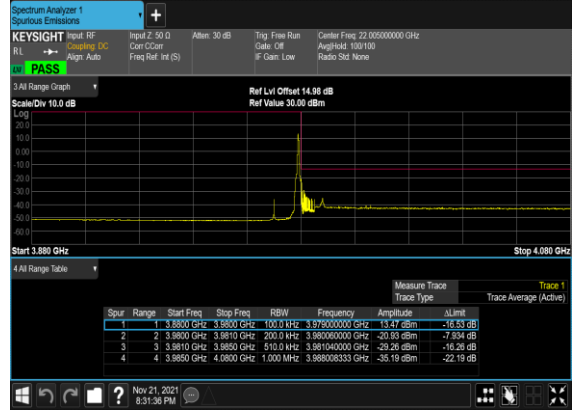 Spectrum Analyzer 1
Spurious Emissions
+
KEYSIGHT Input: RF Input Z: 50 Ω Atten: 30 dB Trig: Free Run Center Freq: 22.005000000 GHz
RL Coupling: DC Corr CCorr Gate: Off Avg|Hold: 100/100
Align: Auto Freq Ref: Int (S) IF Gain: Low Radio Std: None
PASS
3 All Range Graph
Ref Lvl Offset 14.98 dB
Scale/Div 10.0 dB Ref Value 30.00 dBm
Log
20.0
10.0
0.00
-10.0
-20.0
-30.0
-40.0
-50.0
-60.0
Start 3.880 GHz Stop 4.080 GHz
4 All Range Table
Measure Trace Trace 1
Trace Type Trace Average (Active)
Spur Range Start Freq Stop Freq RBW Frequency Amplitude ΔLimit
1 1 3.8800 GHz 3.9800 GHz 100.0 kHz 3.979000000 GHz 13.47 dBm -16.53 dB
2 2 3.9800 GHz 3.9810 GHz 200.0 kHz 3.980060000 GHz -20.93 dBm -7.934 dB
3 3 3.9810 GHz 3.9850 GHz 510.0 kHz 3.981040000 GHz -29.26 dBm -16.26 dB
4 4 3.9850 GHz 4.0800 GHz 1.000 MHz 3.988008333 GHz -35.19 dBm -22.19 dB
? Nov 21, 2021
8:31:36 PM